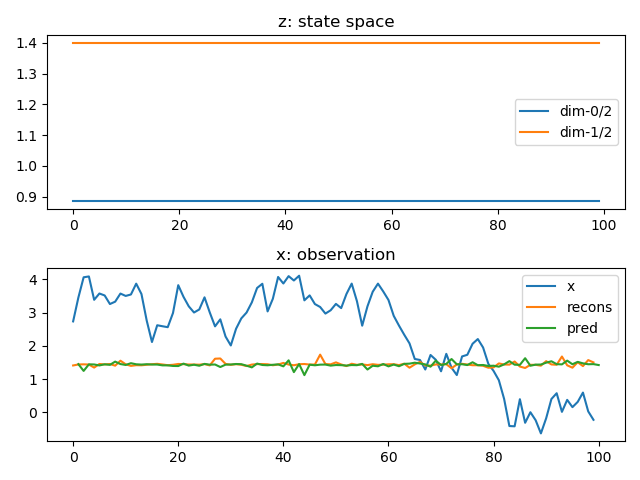 z: state space
1.4
1.3
1.2
1.1
1.0
0.9
dim-0/2
dim-1/2
0 20 40 60 80 100
x: observation
4
3
2
1
0
x
recons
pred
0 20 40 60 80 100